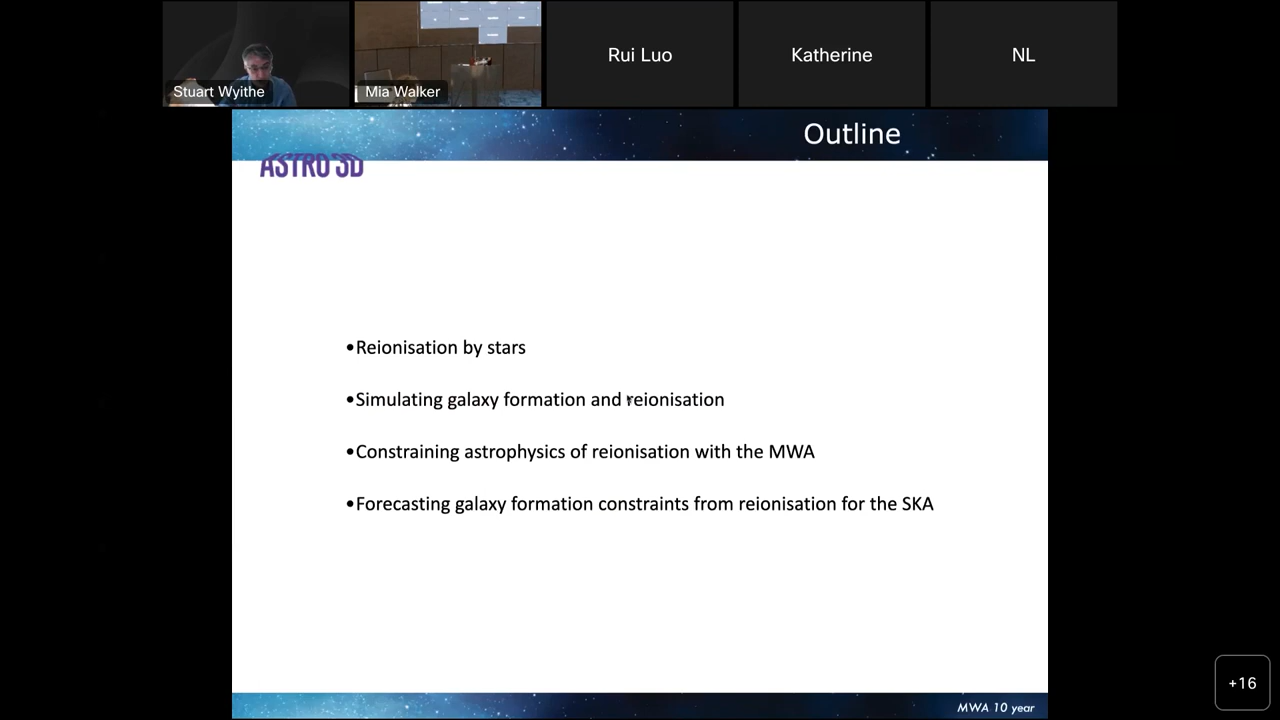 Stuart Wyithe
Mia Walker
Rui Luo
Katherine
NL
Outline
ASTRO 3D
•Reionisation by stars
•Simulating galaxy formation and reionisation
•Constraining astrophysics of reionisation with the MWA
•Forecasting galaxy formation constraints from reionisation for the SKA
MWA 10 year
+16